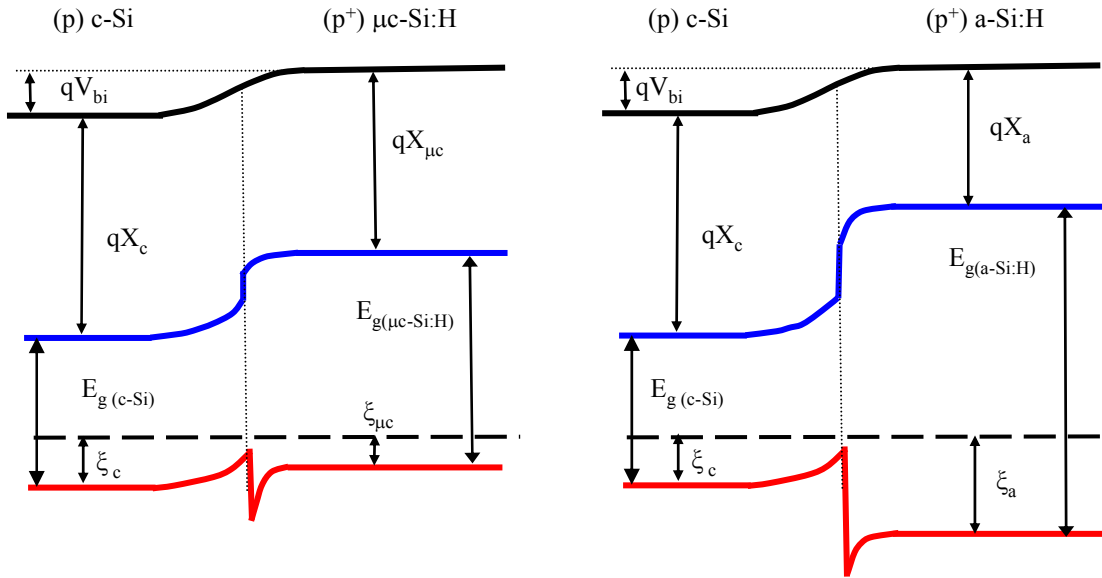 (p) c-Si (p⁺) μc-Si:H
qV_bi
qX_μc
qX_c
E_g(μc-Si:H)
E_g (c-Si)
ξ_μc
ξ_c
(p) c-Si (p⁺) a-Si:H
qV_bi
qX_a
qX_c
E_g(a-Si:H)
E_g (c-Si)
ξ_c
ξ_a